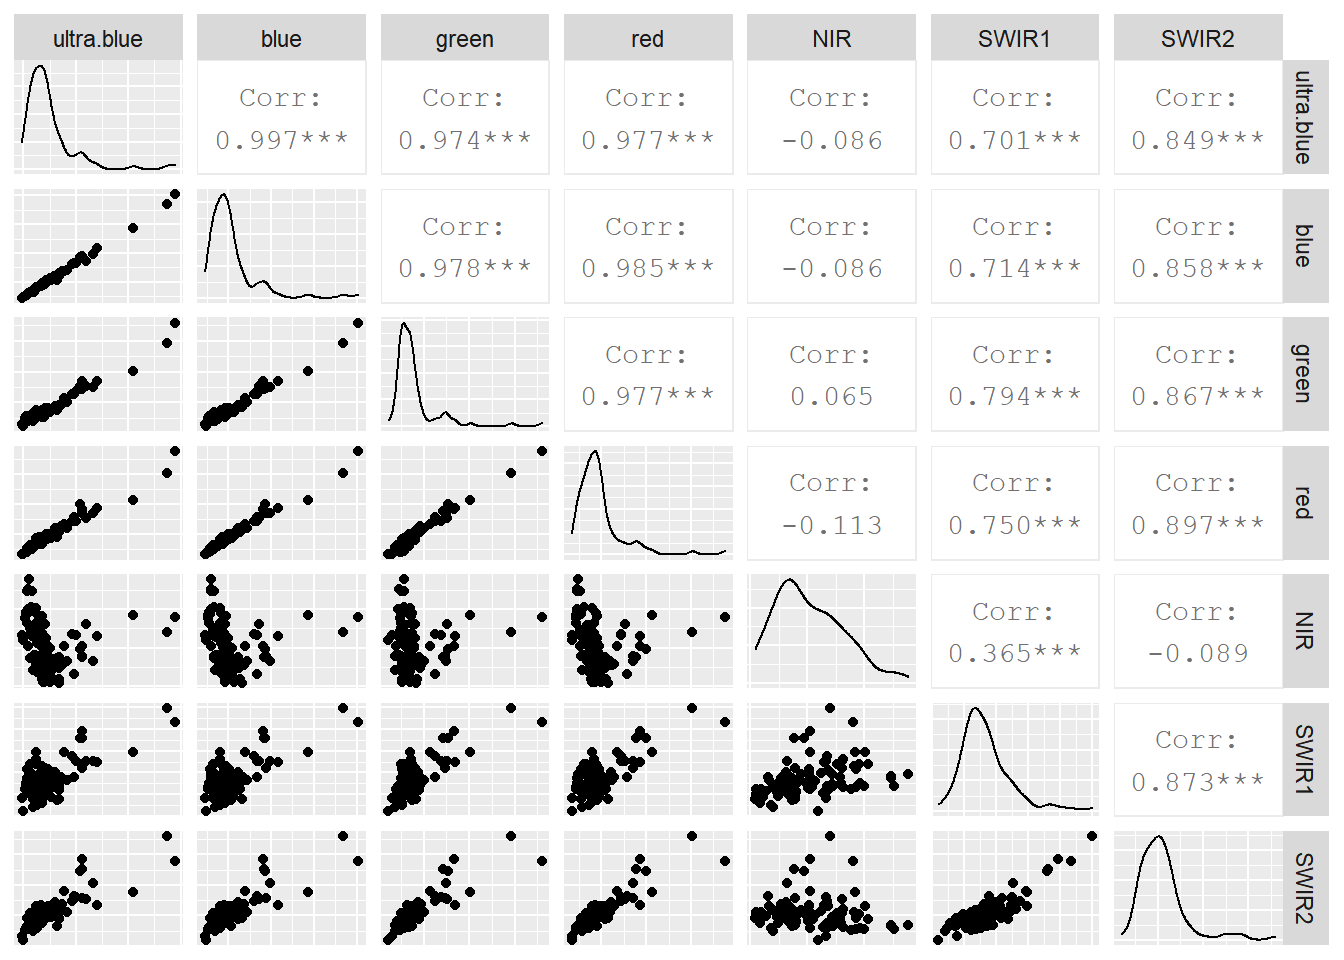 ultra.blue blue green red NIR SWIR1 SWIR2
Corr: Corr: Corr: Corr: Corr: Corr:
0.997*** 0.974*** 0.977*** -0.086 0.701*** 0.849***
ultra.blue
Corr: Corr: Corr: Corr: Corr:
0.978*** 0.985*** -0.086 0.714*** 0.858***
blue
Corr: Corr: Corr: Corr:
0.977*** 0.065 0.794*** 0.867***
green
Corr: Corr: Corr:
-0.113 0.750*** 0.897***
red
Corr: Corr:
0.365*** -0.089
NIR
Corr:
0.873***
SWIR1
SWIR2